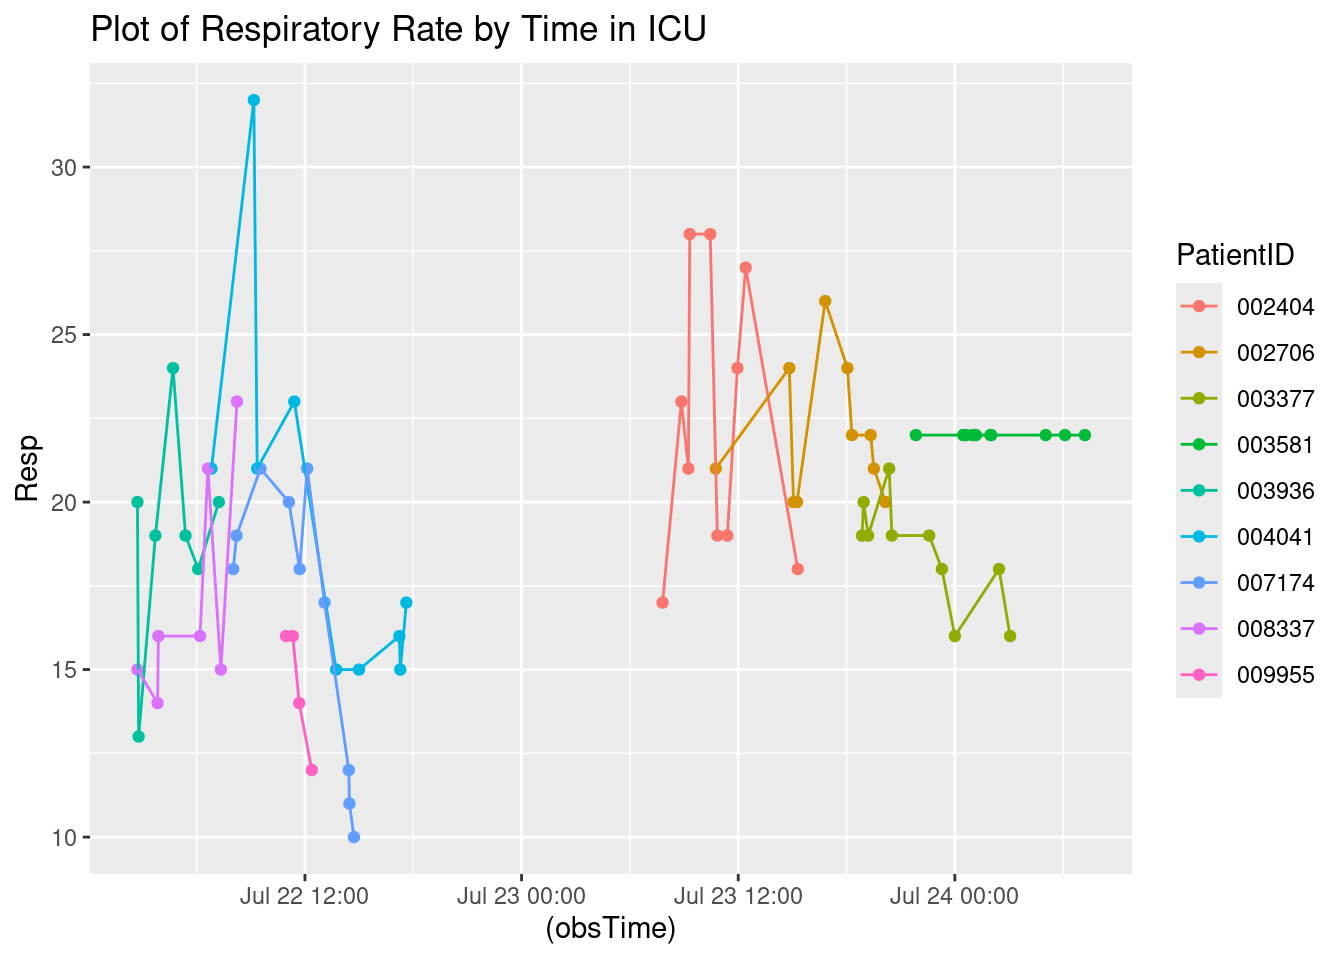 Plot of Respiratory Rate by Time in ICU
30
25
20
15
10
Resp
Jul 22 12:00
Jul 23 00:00
Jul 23 12:00
Jul 24 00:00
(obsTime)
PatientID
002404
002706
003377
003581
003936
004041
007174
008337
009955